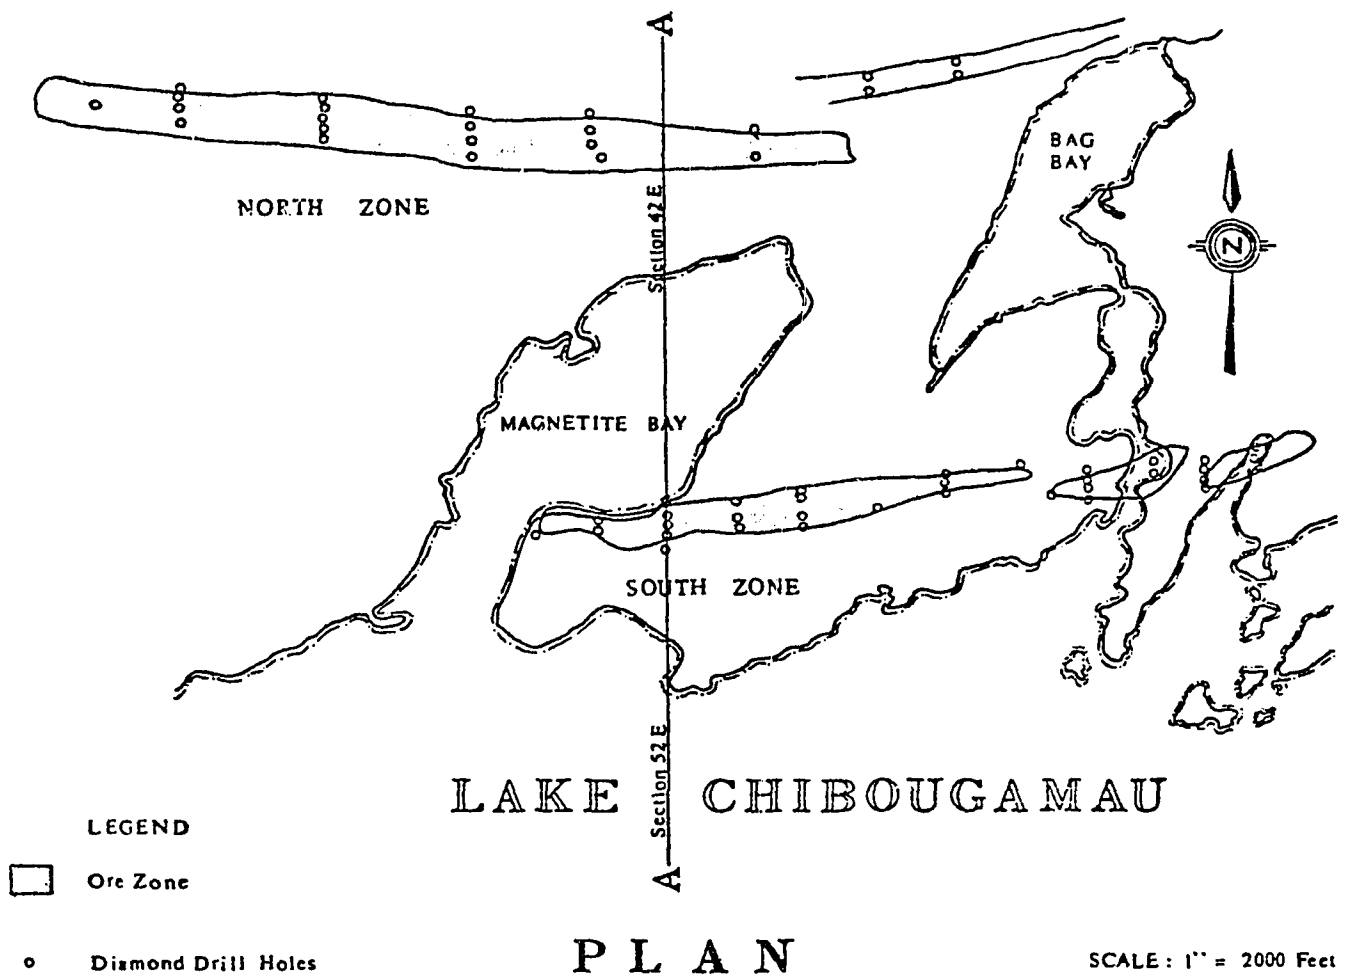 A
BAG
BAY
NORTH ZONE
Section 42 E
N
MAGNETITE BAY
SOUTH ZONE
Section 52 E
LAKE CHIBOUGAMAU
LEGEND
Ore Zone
A
Diamond Drill Holes
PLAN
SCALE: 1" = 2000 Feet